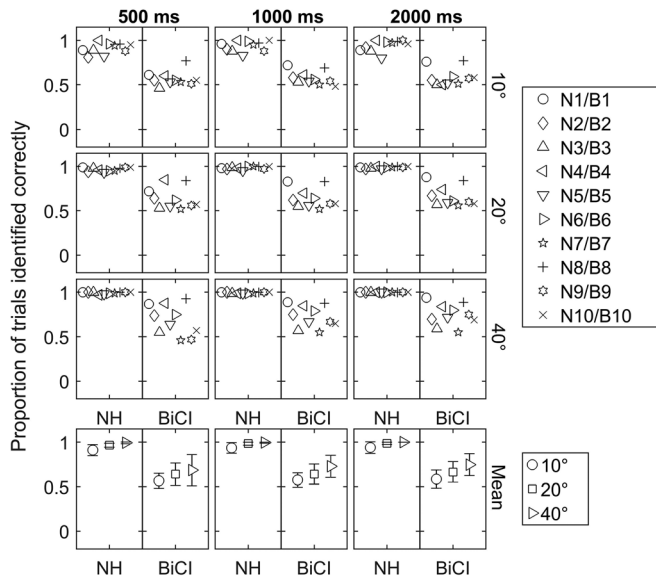 500 ms 1000 ms 2000 ms
Proportion of trials identified correctly
1
0.5
0
10°
1
0.5
0
20°
1
0.5
0
40°
NH BiCI NH BiCI NH BiCI
1
0.5
0
Mean
NH BiCI NH BiCI NH BiCI
N1/B1
N2/B2
N3/B3
N4/B4
N5/B5
N6/B6
N7/B7
N8/B8
N9/B9
N10/B10
10°
20°
40°